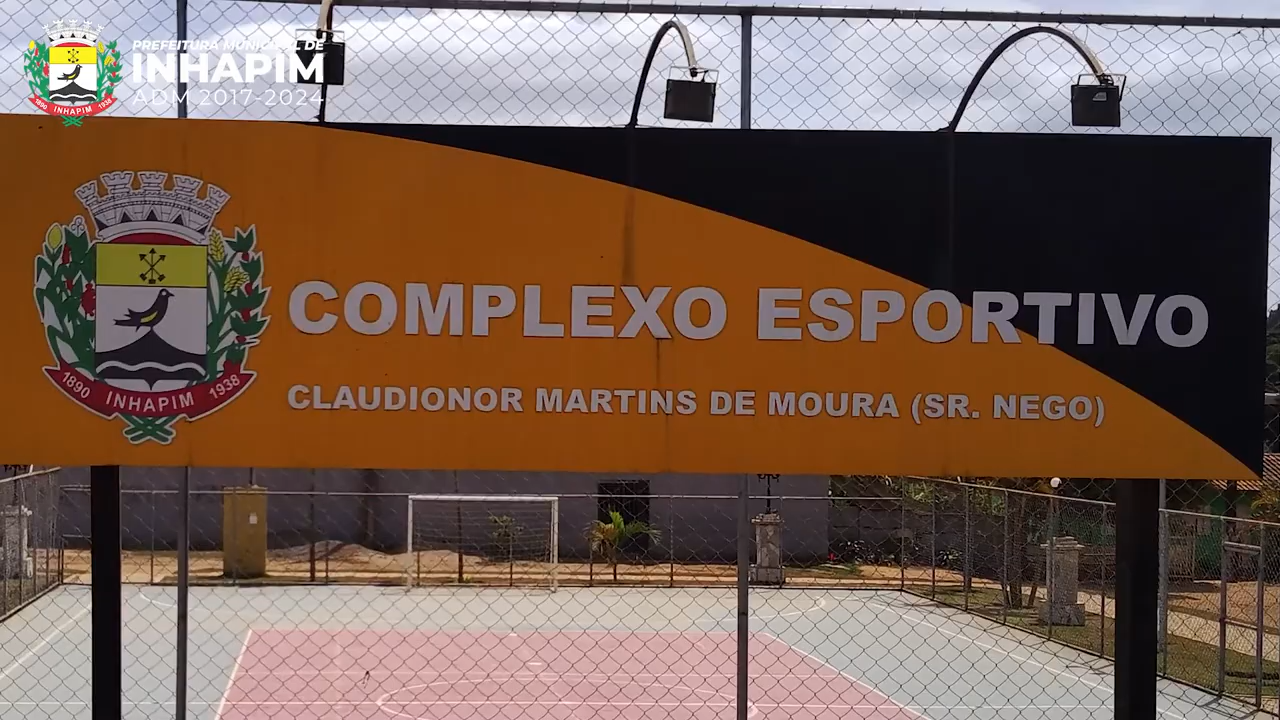 PREFEITURA MUNICIPAL DE
INHAPIM
ADM 2017-2024
1890 INHAPIM 1938
COMPLEXO ESPORTIVO
CLAUDIONOR MARTINS DE MOURA (SR. NEGO)
1890 INHAPIM 1938